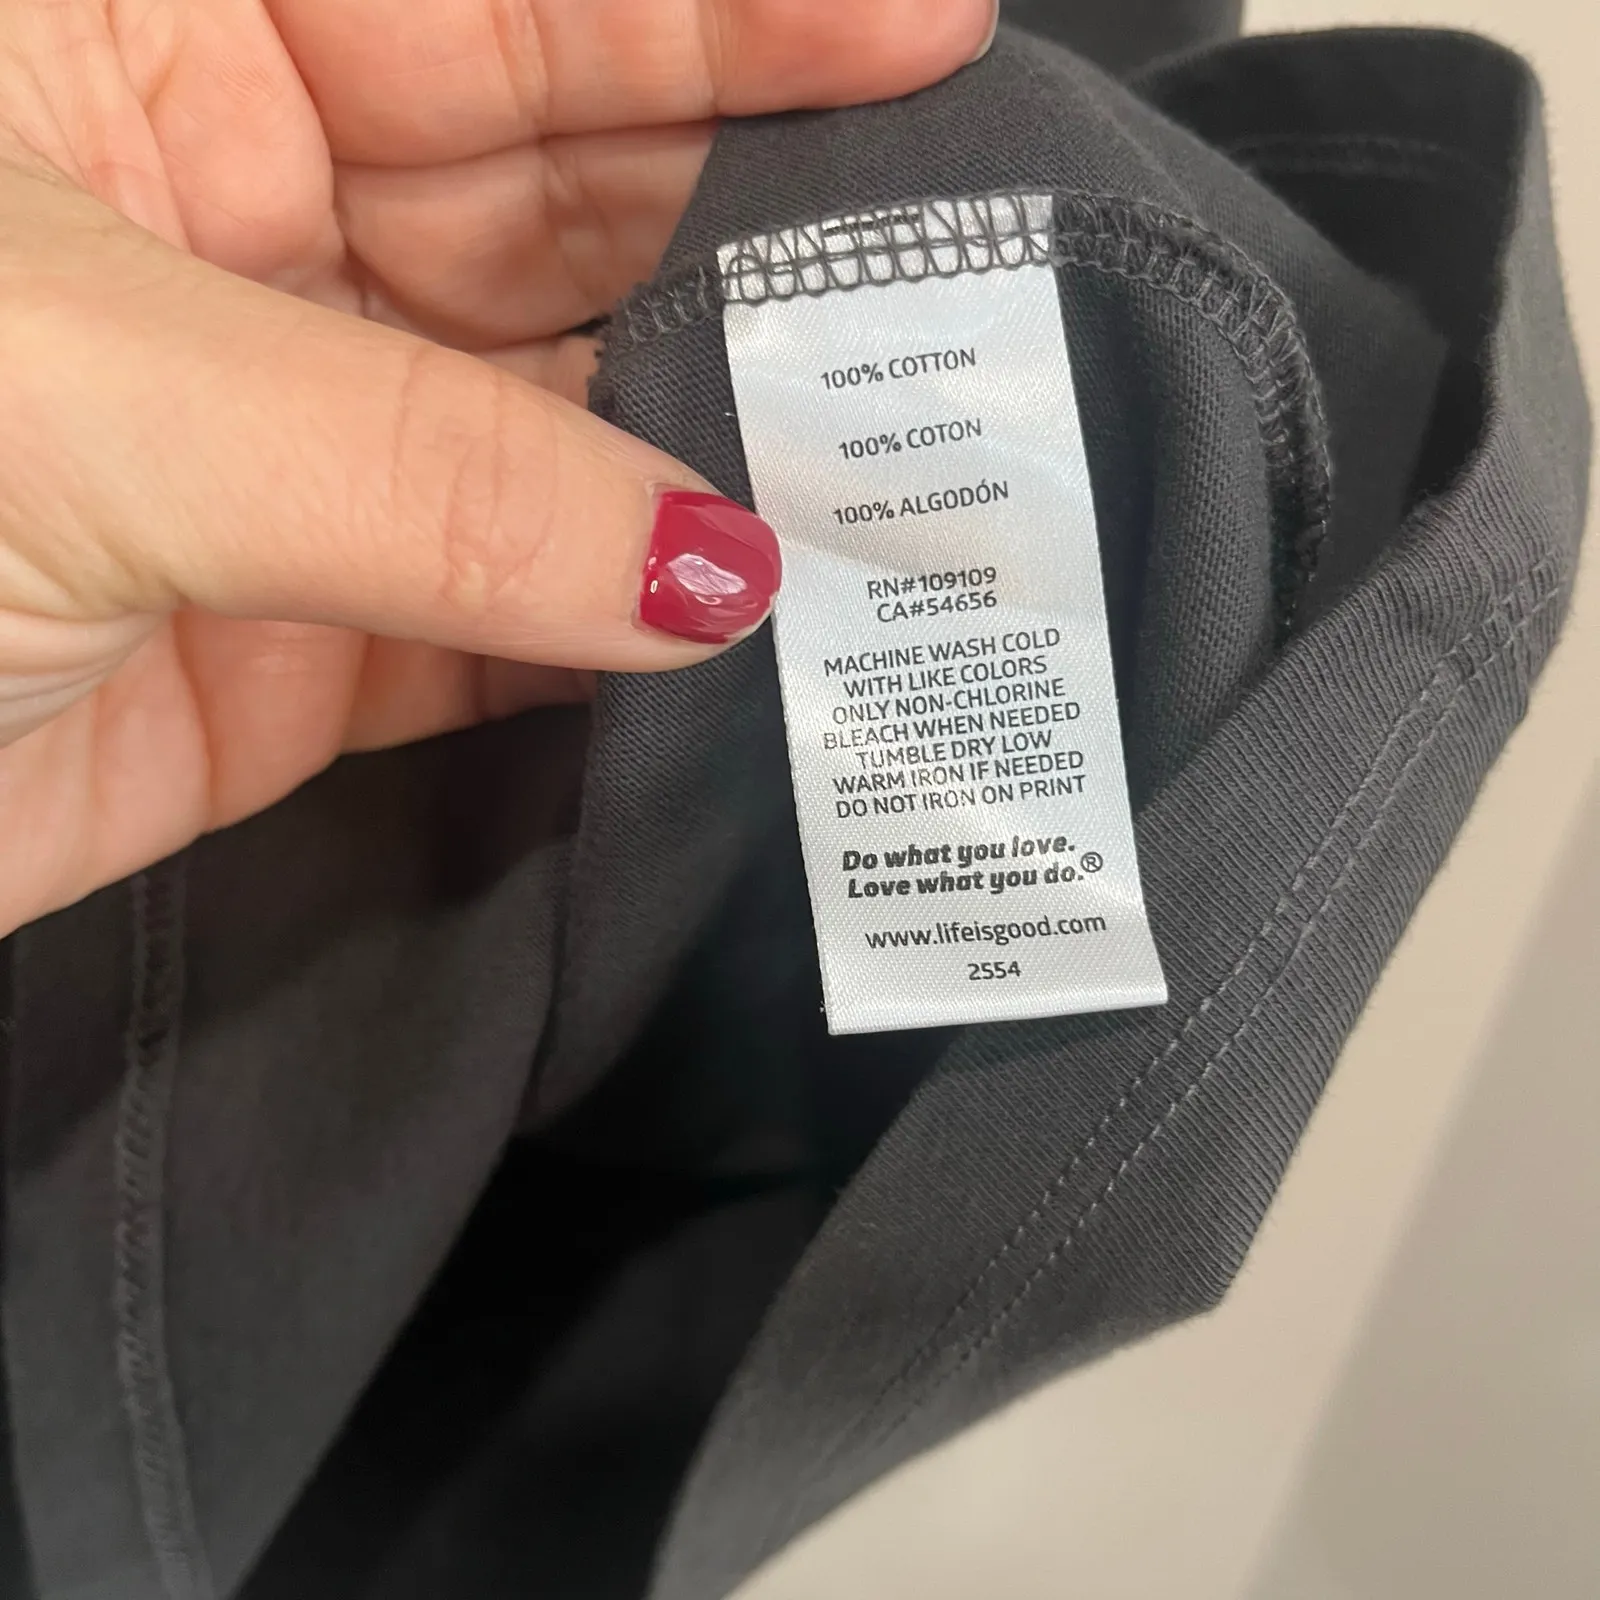 100% COTTON
100% COTON
100% ALGODÓN
RN#109109
CA#54656
MACHINE WASH COLD
WITH LIKE COLORS
ONLY NON-CHLORINE
BLEACH WHEN NEEDED
TUMBLE DRY LOW
WARM IRON IF NEEDED
DO NOT IRON ON PRINT
Do what you love.
Love what you do.®
www.lifeisgood.com
2554